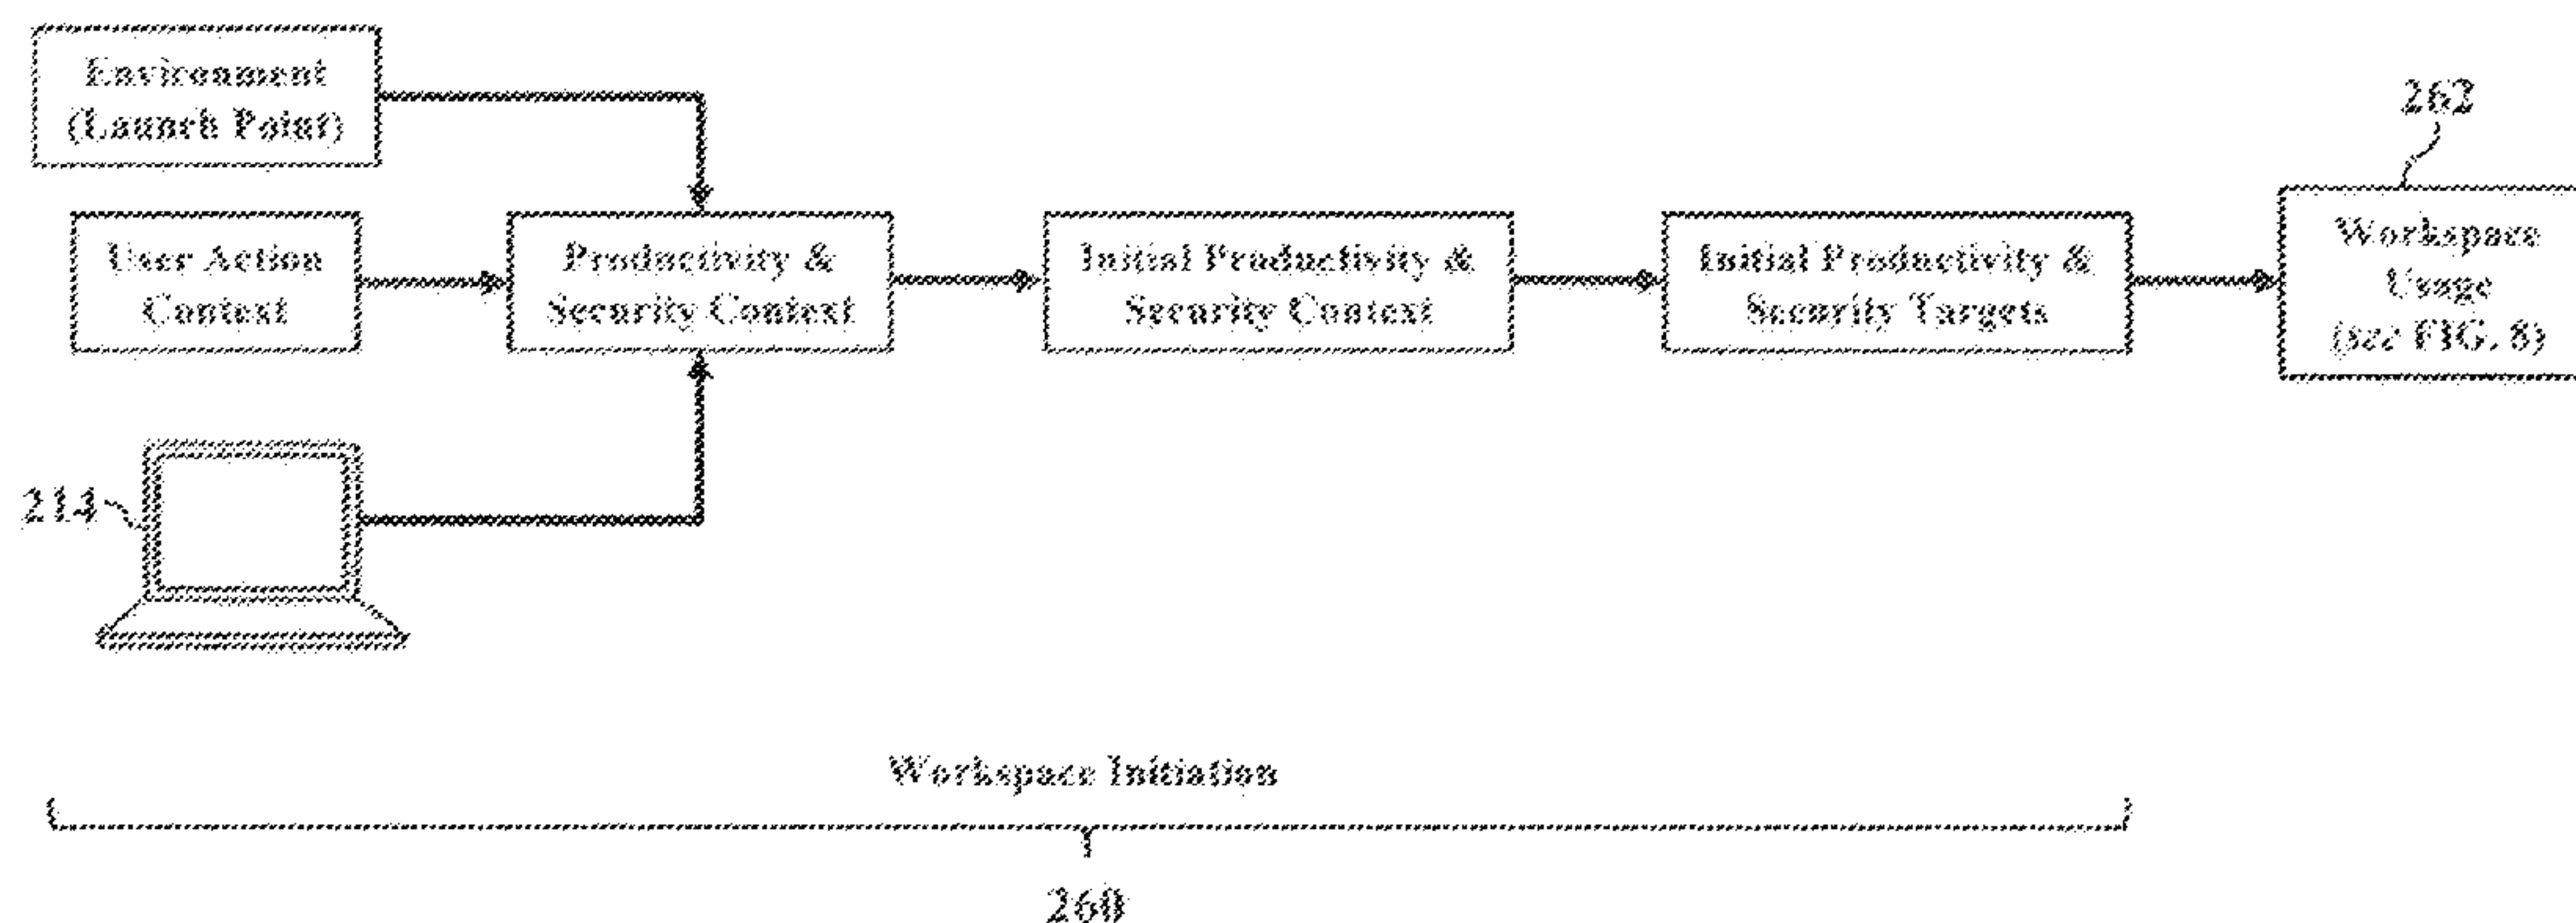 Environment
(Launch Point)
262
User Action
Context
Productivity &
Security Context
Initial Productivity &
Security Context
Initial Productivity &
Security Targets
Workspace
Usage
(see FIG. 8)
214
Workspace Initiation
260